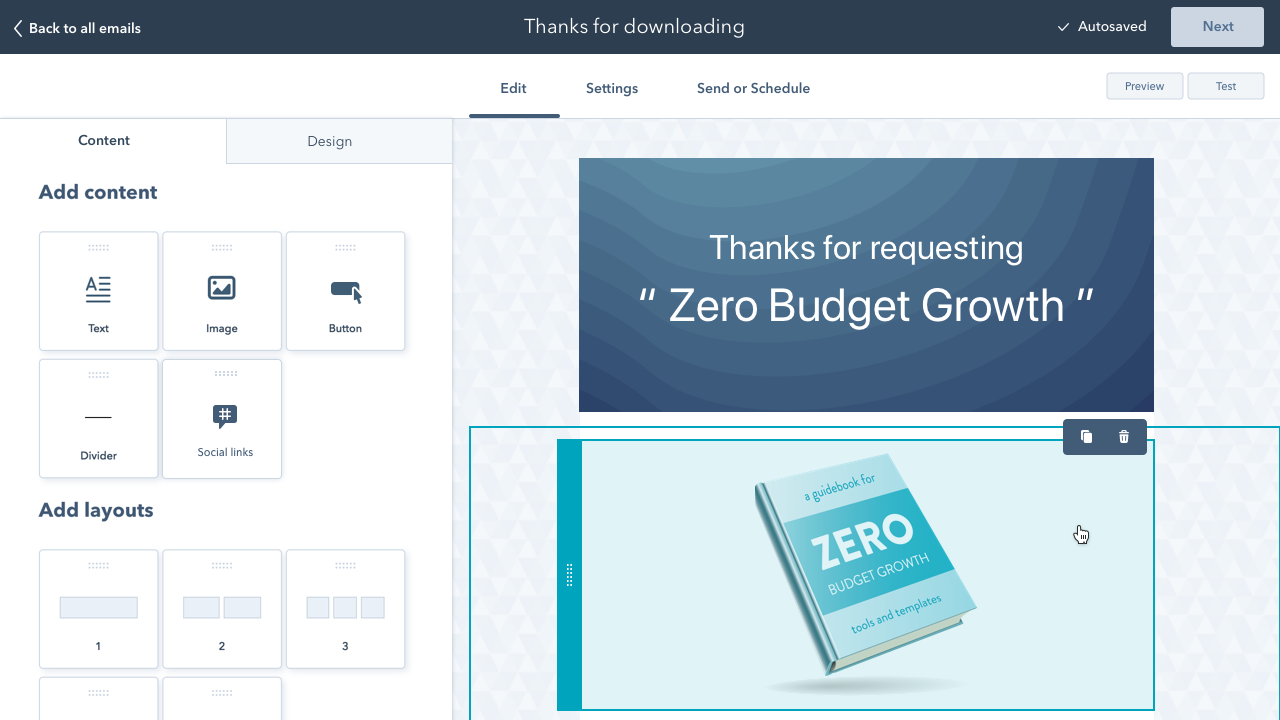 Back to all emails
Thanks for downloading
Autosaved
Next
Edit
Settings
Send or Schedule
Preview
Test
Content
Design
Add content
Text
Image
Button
Divider
Social links
Add layouts
1
2
3
Thanks for requesting
“ Zero Budget Growth ”
a guidebook for
ZERO
BUDGET GROWTH
tools and templates